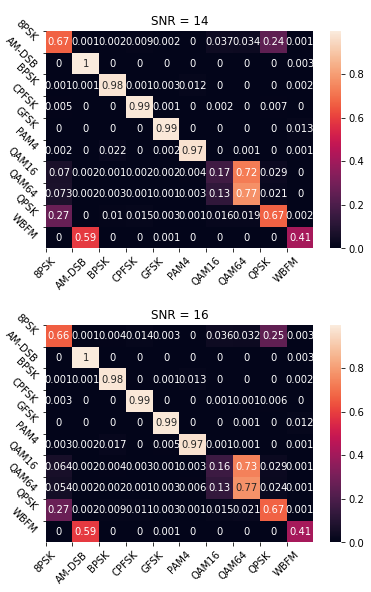 SNR = 14
8PSK 0.67 0.001 0.002 0.009 0.002 0 0.037 0.034 0.24 0.001
AM-DSB 0 1 0 0 0 0 0 0 0 0.003
BPSK 0 0.001 0.98 0.001 0.003 0.012 0 0 0 0.002
CPFSK 0.005 0 0 0.99 0.001 0 0.002 0 0.007 0
GFSK 0 0 0 0 0.99 0 0 0 0 0.013
PAM4 0.002 0 0.022 0 0.002 0.97 0 0.001 0 0.001
QAM16 0.07 0.002 0.001 0.002 0.002 0.004 0.17 0.72 0.029 0
QAM64 0.073 0.002 0.003 0.001 0.001 0.004 0.13 0.77 0.021 0
QPSK 0.27 0 0.01 0.015 0.003 0.001 0.016 0.019 0.67 0.002
WBFM 0 0.59 0 0 0.001 0 0 0 0 0.41
8PSK AM-DSB BPSK CPFSK GFSK PAM4 QAM16 QAM64 QPSK WBFM
0.8
0.6
0.4
0.2
0.0
SNR = 16
8PSK 0.66 0.001 0.004 0.014 0.003 0 0.036 0.032 0.25 0.003
AM-DSB 0 1 0 0 0 0 0 0 0 0.003
BPSK 0.001 0.001 0.98 0 0.001 0.013 0 0 0 0.002
CPFSK 0.003 0 0 0.99 0 0 0.001 0.001 0.006 0
GFSK 0 0 0 0 0.99 0 0 0.001 0 0.012
PAM4 0.003 0.002 0.017 0 0.005 0.97 0.001 0.001 0 0.001
QAM16 0.064 0.002 0.004 0.003 0.001 0.003 0.16 0.73 0.029 0.001
QAM64 0.054 0.002 0.002 0.001 0.003 0.006 0.13 0.77 0.024 0.001
QPSK 0.27 0.002 0.009 0.011 0.003 0.001 0.015 0.021 0.67 0.001
WBFM 0 0.59 0 0 0.001 0 0 0.001 0 0.41
8PSK AM-DSB BPSK CPFSK GFSK PAM4 QAM16 QAM64 QPSK WBFM
0.8
0.6
0.4
0.2
0.0